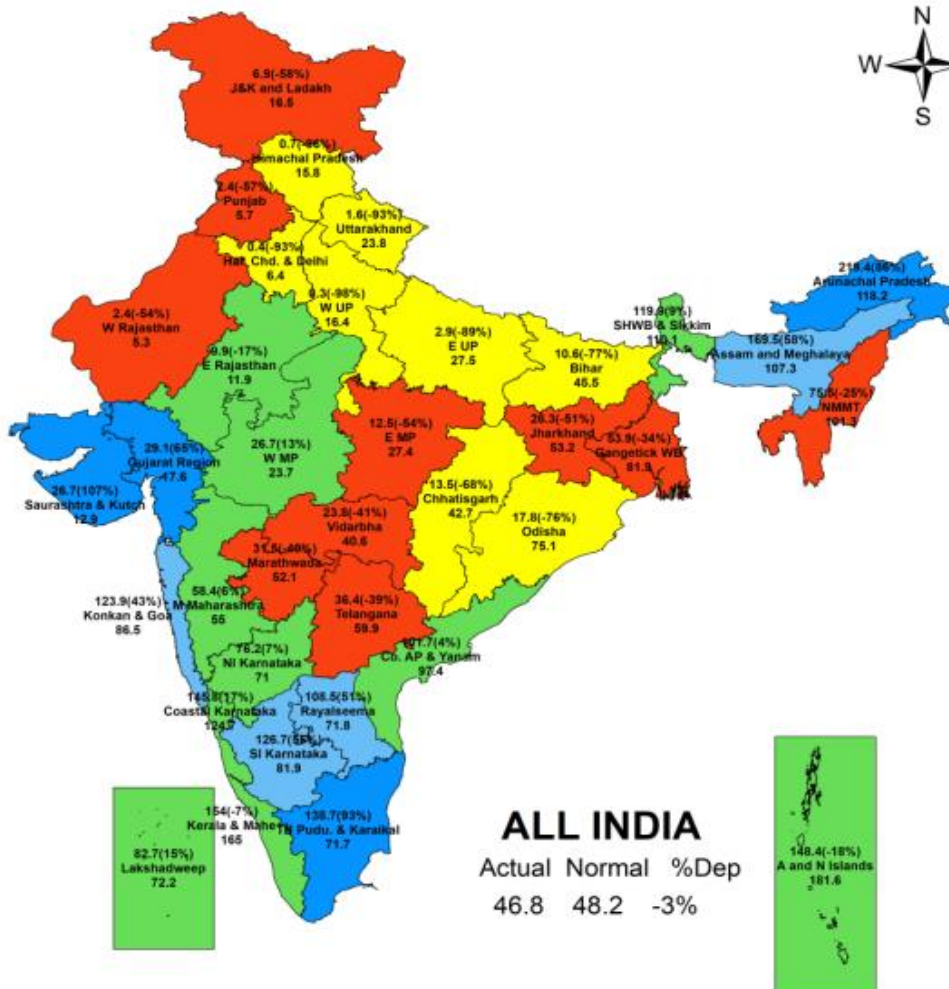 N
W
S
6.9(-58%)
J&K and Ladakh
16.5
0.7(-96%)
Himachal Pradesh
15.8
2.4(-57%)
Punjab
5.7
1.6(-93%)
Uttarakhand
23.8
0.4(-93%)
Har. Chd. & Delhi
6.4
0.3(-98%)
W UP
16.4
2.4(-54%)
W Rajasthan
5.3
9.9(-17%)
E Rajasthan
11.9
2.9(-89%)
E UP
27.5
10.6(-77%)
Bihar
45.5
119.9(9%)
SHWB & Sikkim
110.1
219.4(86%)
Arunachal Pradesh
118.2
169.5(58%)
Assam and Meghalaya
107.3
75.5(-25%)
NMMT
101.3
29.1(65%)
Gujarat Region
17.6
26.7(107%)
Saurashtra & Kutch
12.9
26.7(13%)
W MP
23.7
12.5(-54%)
E MP
27.4
26.3(-51%)
Jharkhand
53.2
53.9(-34%)
Gangetick WB
81.9
13.5(-68%)
Chhatisgarh
42.7
17.8(-76%)
Odisha
75.1
23.8(-41%)
Vidarbha
40.6
31.5(-40%)
Marathwada
52.1
123.9(43%)
Konkan & Goa
86.5
58.4(6%)
M Maharashtra
55
36.4(-39%)
Telangana
59.9
76.2(7%)
NI Karnataka
71
101.7(4%)
Co. AP & Yanam
97.4
145.8(17%)
Coastal Karnataka
124.7
108.5(51%)
Rayalseema
71.8
126.7(55%)
SI Karnataka
81.9
154(-7%)
Kerala & Mahe
165
138.7(93%)
TN Pudu. & Karaikal
71.7
82.7(15%)
Lakshadweep
72.2
148.4(-18%)
A and N Islands
181.6
ALL INDIA
Actual Normal %Dep
46.8 48.2 -3%